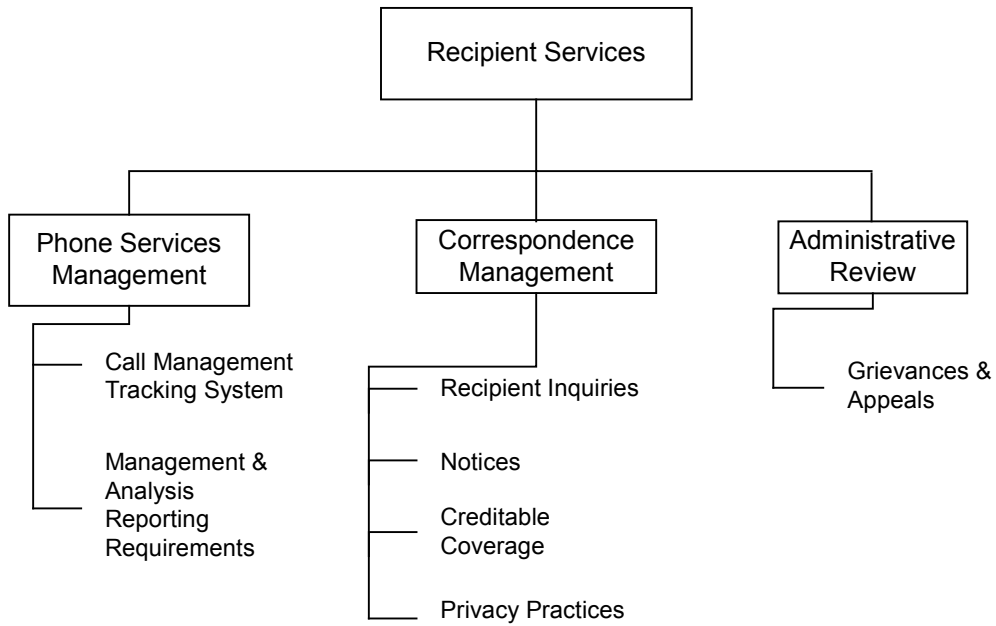 Recipient Services
Phone Services
Management
Correspondence
Management
Administrative
Review
Call Management
Tracking System
Management &
Analysis
Reporting
Requirements
Recipient Inquiries
Notices
Creditable
Coverage
Privacy Practices
Grievances &
Appeals